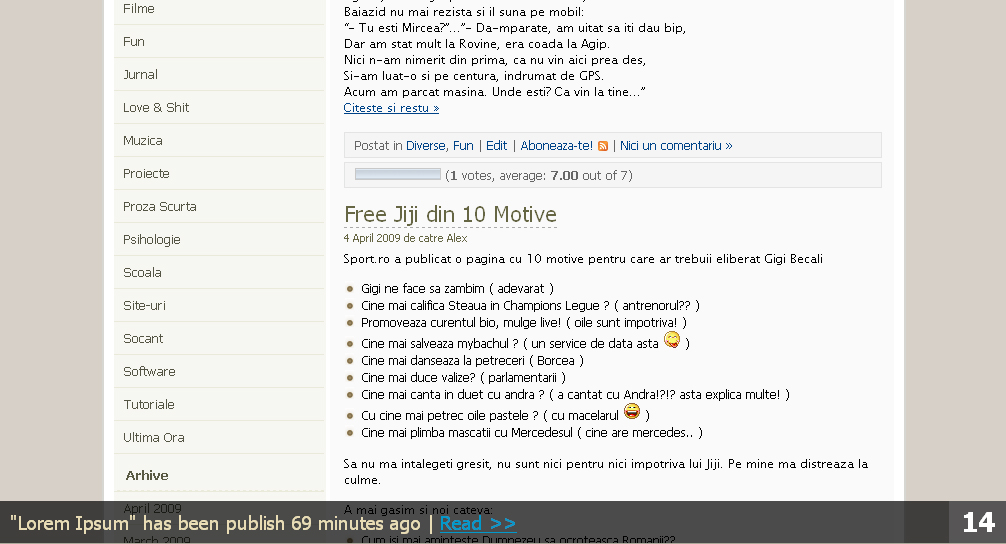 Filme
Fun
Jurnal
Love & Shit
Muzica
Proiecte
Proza Scurta
Psihologie
Scoala
Site-uri
Socant
Software
Tutoriale
Ultima Ora
Arhive
April 2009
March 2009
Baiazid nu mai rezista si il suna pe mobil:
"- Tu esti Mircea?"..."- Da-mparate, am uitat sa iti dau bip,
Dar am stat mult la Rovine, era coada la Agip.
Nici n-am nimerit din prima, ca nu vin aici prea des,
Si-am luat-o si pe centura, indrumat de GPS.
Acum am parcat masina. Unde esti? Ca vin la tine..."
Citeste si restu »
Postat in Diverse, Fun | Edit | Aboneaza-te! | Nici un comentariu »
(1 votes, average: 7.00 out of 7)
Free Jiji din 10 Motive
4 April 2009 de catre Alex
Sport.ro a publicat o pagina cu 10 motive pentru care ar trebuii eliberat Gigi Becali
Gigi ne face sa zambim ( adevarat )
Cine mai califica Steaua in Champions Legue ? ( antrenorul?? )
Promoveaza curentul bio, mulge live! ( oile sunt impotriva! )
Cine mai salveaza mybachul ? ( un service de data asta )
Cine mai danseaza la petreceri ( Borcea )
Cine mai duce valize? ( parlamentarii )
Cine mai canta in duet cu andra ? ( a cantat cu Andra!?!? asta explica multe! )
Cu cine mai petrec oile pastele ? ( cu macelarul )
Cine mai plimba mascatii cu Mercedesul ( cine are mercedes.. )
Sa nu ma intalegeti gresit, nu sunt nici pentru nici impotriva lui Jiji. Pe mine ma distreaza la
culme.
A mai gasim si noi cateva:
Cum isi mai aminteste Dumnezeu sa ocroteasca Romanii??
"Lorem Ipsum" has been publish 69 minutes ago | Read >>
14